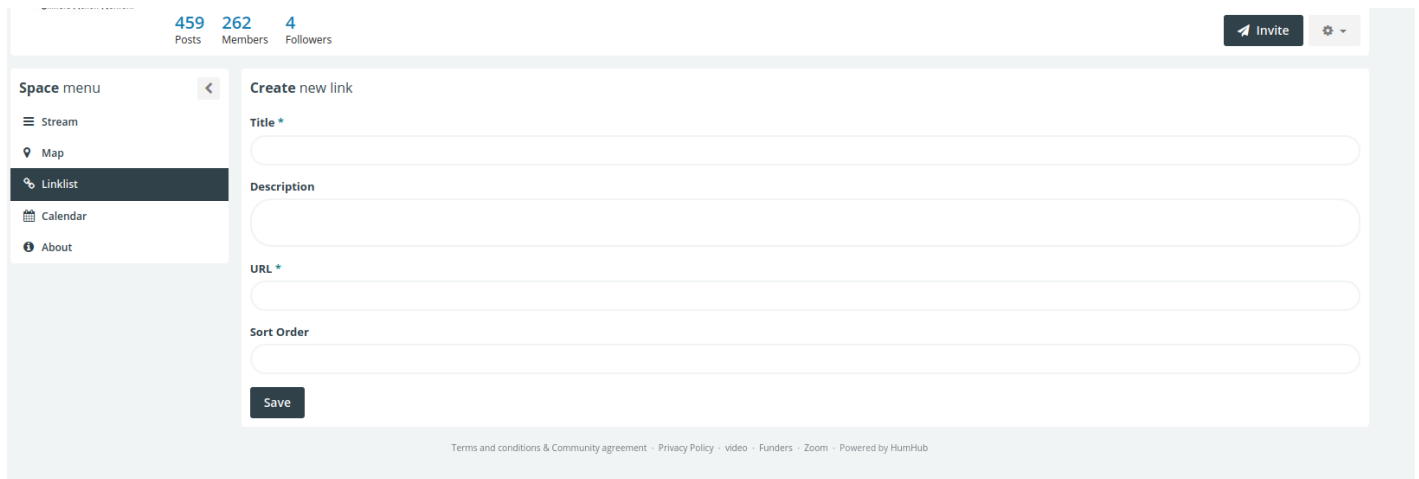 459 262 4
Posts Members Followers
Invite
Space menu
Stream
Map
Linklist
Calendar
About
Create new link
Title *
Description
URL *
Sort Order
Save
Terms and conditions & Community agreement · Privacy Policy · video · Funders · Zoom · Powered by HumHub